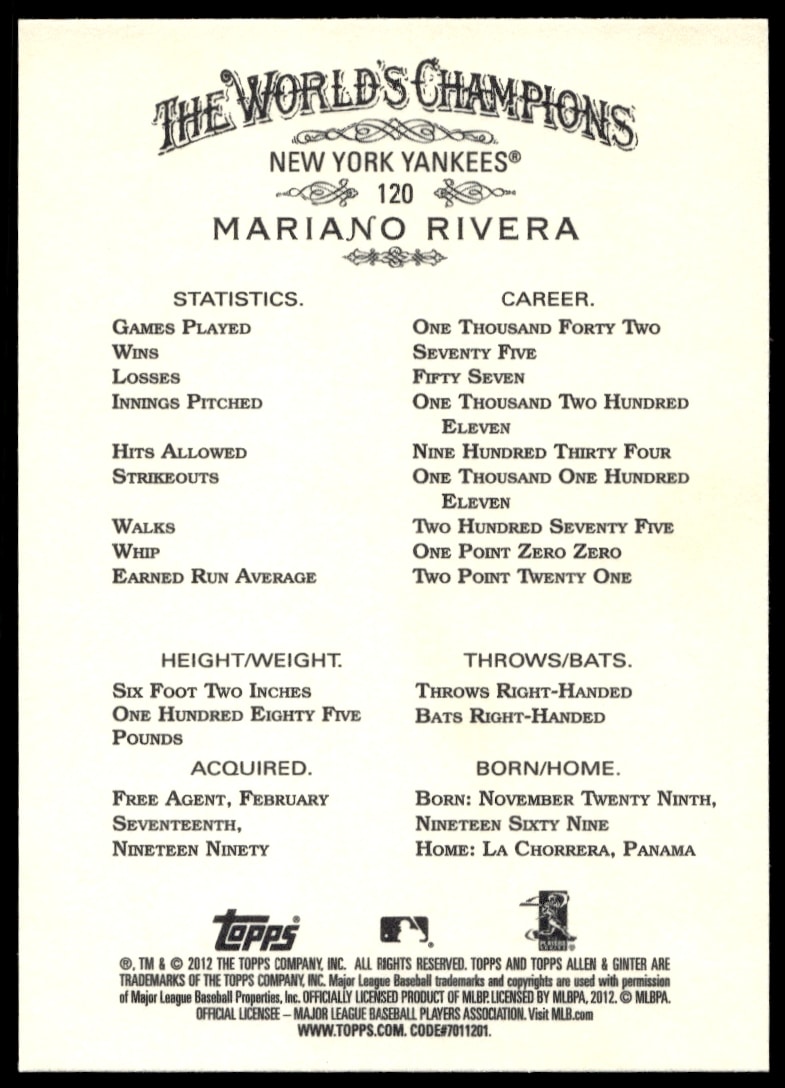 THE WORLD'S CHAMPIONS
NEW YORK YANKEES®
120
MARIANO RIVERA
STATISTICS. CAREER.
GAMES PLAYED ONE THOUSAND FORTY TWO
WINS SEVENTY FIVE
LOSSES FIFTY SEVEN
INNINGS PITCHED ONE THOUSAND TWO HUNDRED
ELEVEN
HITS ALLOWED NINE HUNDRED THIRTY FOUR
STRIKEOUTS ONE THOUSAND ONE HUNDRED
ELEVEN
WALKS TWO HUNDRED SEVENTY FIVE
WHIP ONE POINT ZERO ZERO
EARNED RUN AVERAGE TWO POINT TWENTY ONE
HEIGHT/WEIGHT.
SIX FOOT TWO INCHES
ONE HUNDRED EIGHTY FIVE
POUNDS
THROWS/BATS.
THROWS RIGHT-HANDED
BATS RIGHT-HANDED
ACQUIRED.
FREE AGENT, FEBRUARY
SEVENTEENTH,
NINETEEN NINETY
BORN/HOME.
BORN: NOVEMBER TWENTY NINTH,
NINETEEN SIXTY NINE
HOME: LA CHORRERA, PANAMA
TOPPS®
®, TM & © 2012 THE TOPPS COMPANY, INC. ALL RIGHTS RESERVED. TOPPS AND TOPPS ALLEN & GINTER ARE
TRADEMARKS OF THE TOPPS COMPANY, INC. Major League Baseball trademarks and copyrights are used with permission
of Major League Baseball Properties, Inc. OFFICIALLY LICENSED PRODUCT OF MLBP. LICENSED BY MLBPA, 2012. © MLBPA.
OFFICIAL LICENSEE – MAJOR LEAGUE BASEBALL PLAYERS ASSOCIATION. Visit MLB.com
WWW.TOPPS.COM. CODE#7011201.